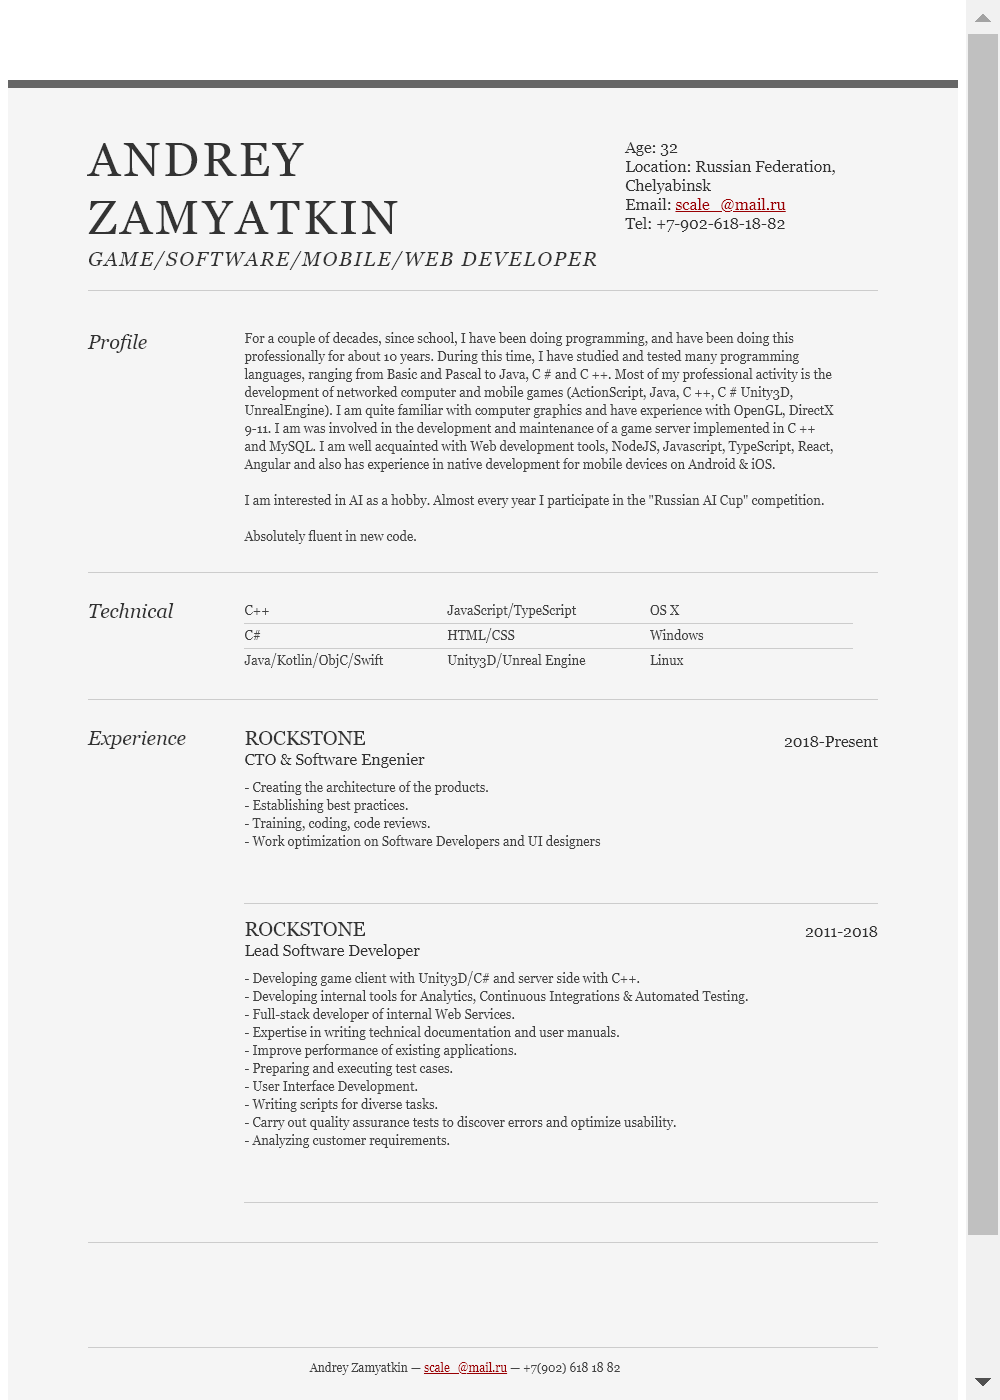 ANDREY
ZAMYATKIN
GAME/SOFTWARE/MOBILE/WEB DEVELOPER
Age: 32
Location: Russian Federation,
Chelyabinsk
Email: scale_@mail.ru
Tel: +7-902-618-18-82
Profile
For a couple of decades, since school, I have been doing programming, and have been doing this
professionally for about 10 years. During this time, I have studied and tested many programming
languages, ranging from Basic and Pascal to Java, C # and C ++. Most of my professional activity is the
development of networked computer and mobile games (ActionScript, Java, C ++, C # Unity3D,
UnrealEngine). I am quite familiar with computer graphics and have experience with OpenGL, DirectX
9-11. I am was involved in the development and maintenance of a game server implemented in C ++
and MySQL. I am well acquainted with Web development tools, NodeJS, Javascript, TypeScript, React,
Angular and also has experience in native development for mobile devices on Android & iOS.
I am interested in AI as a hobby. Almost every year I participate in the "Russian AI Cup" competition.
Absolutely fluent in new code.
Technical
C++ JavaScript/TypeScript OS X
C# HTML/CSS Windows
Java/Kotlin/ObjC/Swift Unity3D/Unreal Engine Linux
Experience
ROCKSTONE 2018-Present
CTO & Software Engenier
- Creating the architecture of the products.
- Establishing best practices.
- Training, coding, code reviews.
- Work optimization on Software Developers and UI designers
ROCKSTONE 2011-2018
Lead Software Developer
- Developing game client with Unity3D/C# and server side with C++.
- Developing internal tools for Analytics, Continuous Integrations & Automated Testing.
- Full-stack developer of internal Web Services.
- Expertise in writing technical documentation and user manuals.
- Improve performance of existing applications.
- Preparing and executing test cases.
- User Interface Development.
- Writing scripts for diverse tasks.
- Carry out quality assurance tests to discover errors and optimize usability.
- Analyzing customer requirements.
Andrey Zamyatkin — scale_@mail.ru — +7(902) 618 18 82